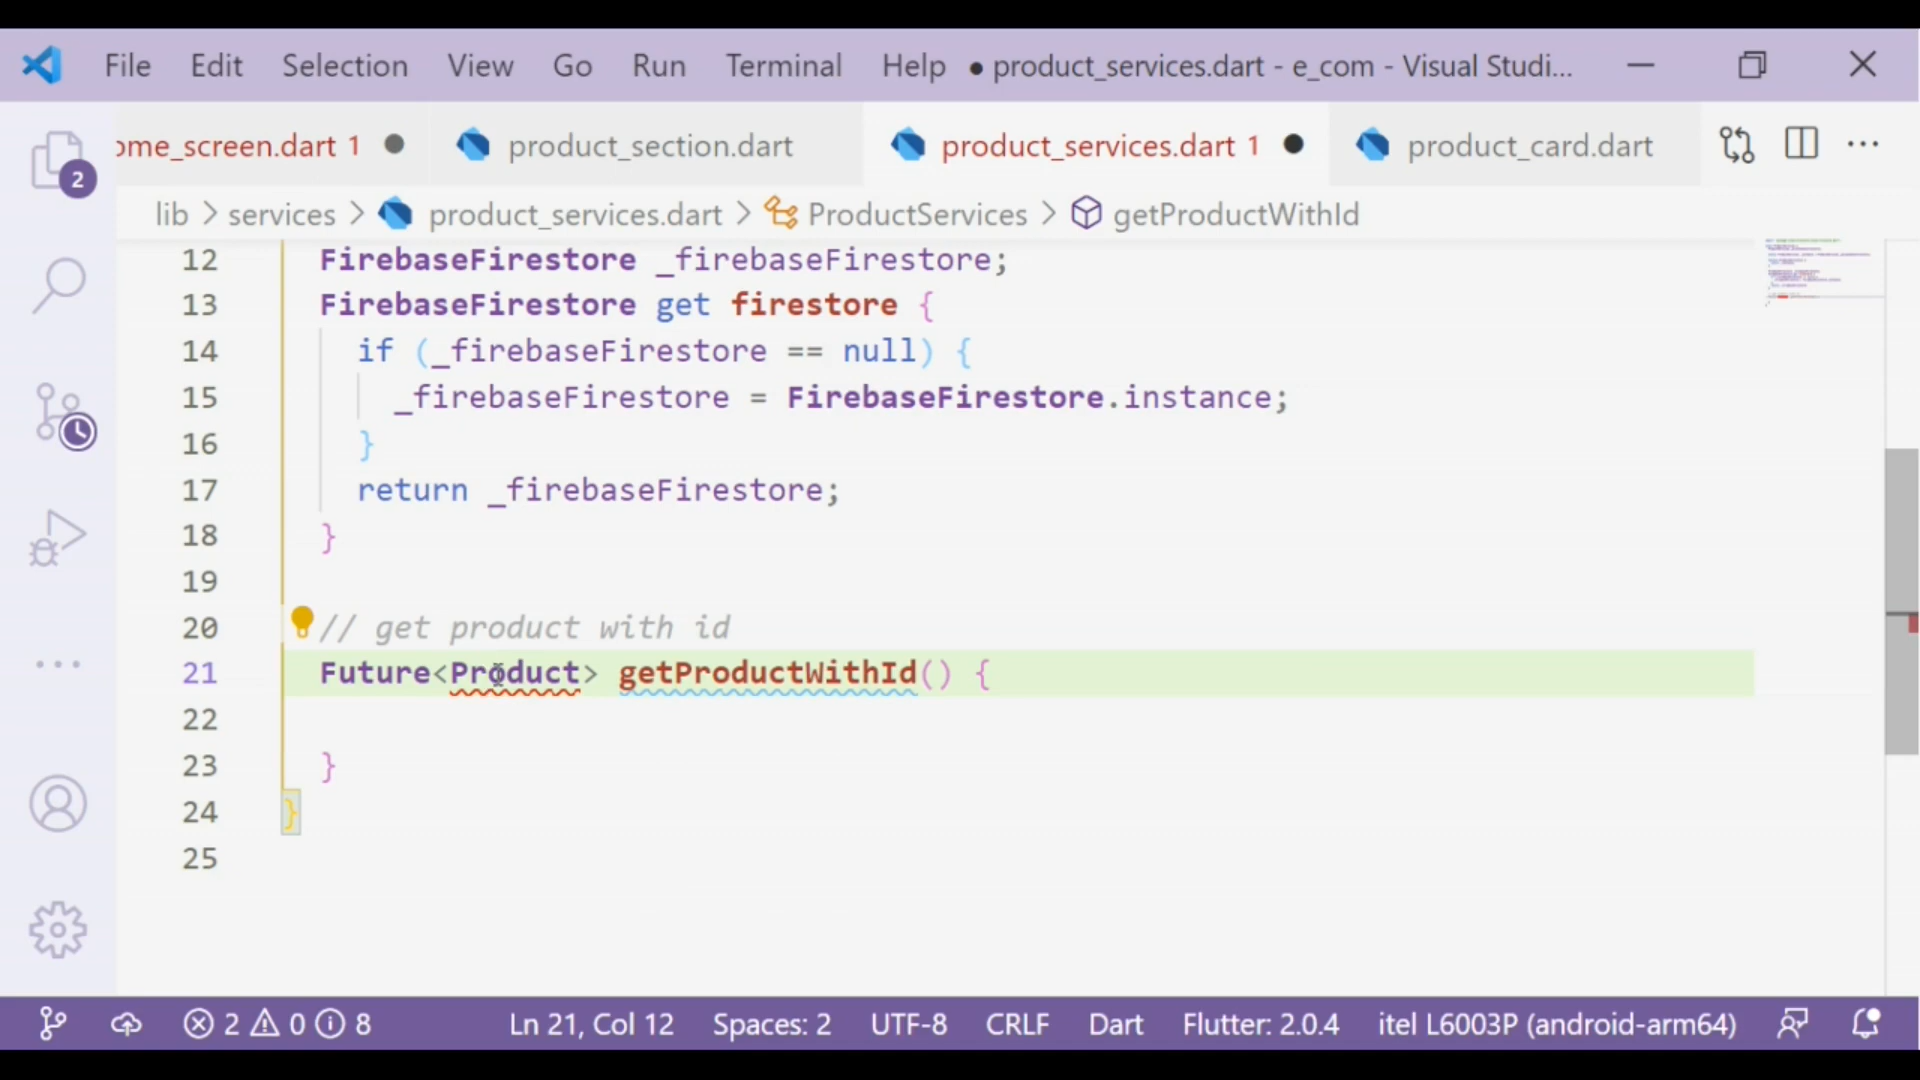 File Edit Selection View Go Run Terminal Help ● product_services.dart - e_com - Visual Studi...
ome_screen.dart 1 product_section.dart product_services.dart 1 product_card.dart ...
2
lib > services > product_services.dart > ProductServices > getProductWithId
12 FirebaseFirestore _firebaseFirestore;
13 FirebaseFirestore get firestore {
14 if (_firebaseFirestore == null) {
15 _firebaseFirestore = FirebaseFirestore.instance;
16 }
17 return _firebaseFirestore;
18 }
19
20 // get product with id
21 Future<Product> getProductWithId() {
22
23 }
24 }
25
2 0 8 Ln 21, Col 12 Spaces: 2 UTF-8 CRLF Dart Flutter: 2.0.4 itel L6003P (android-arm64)